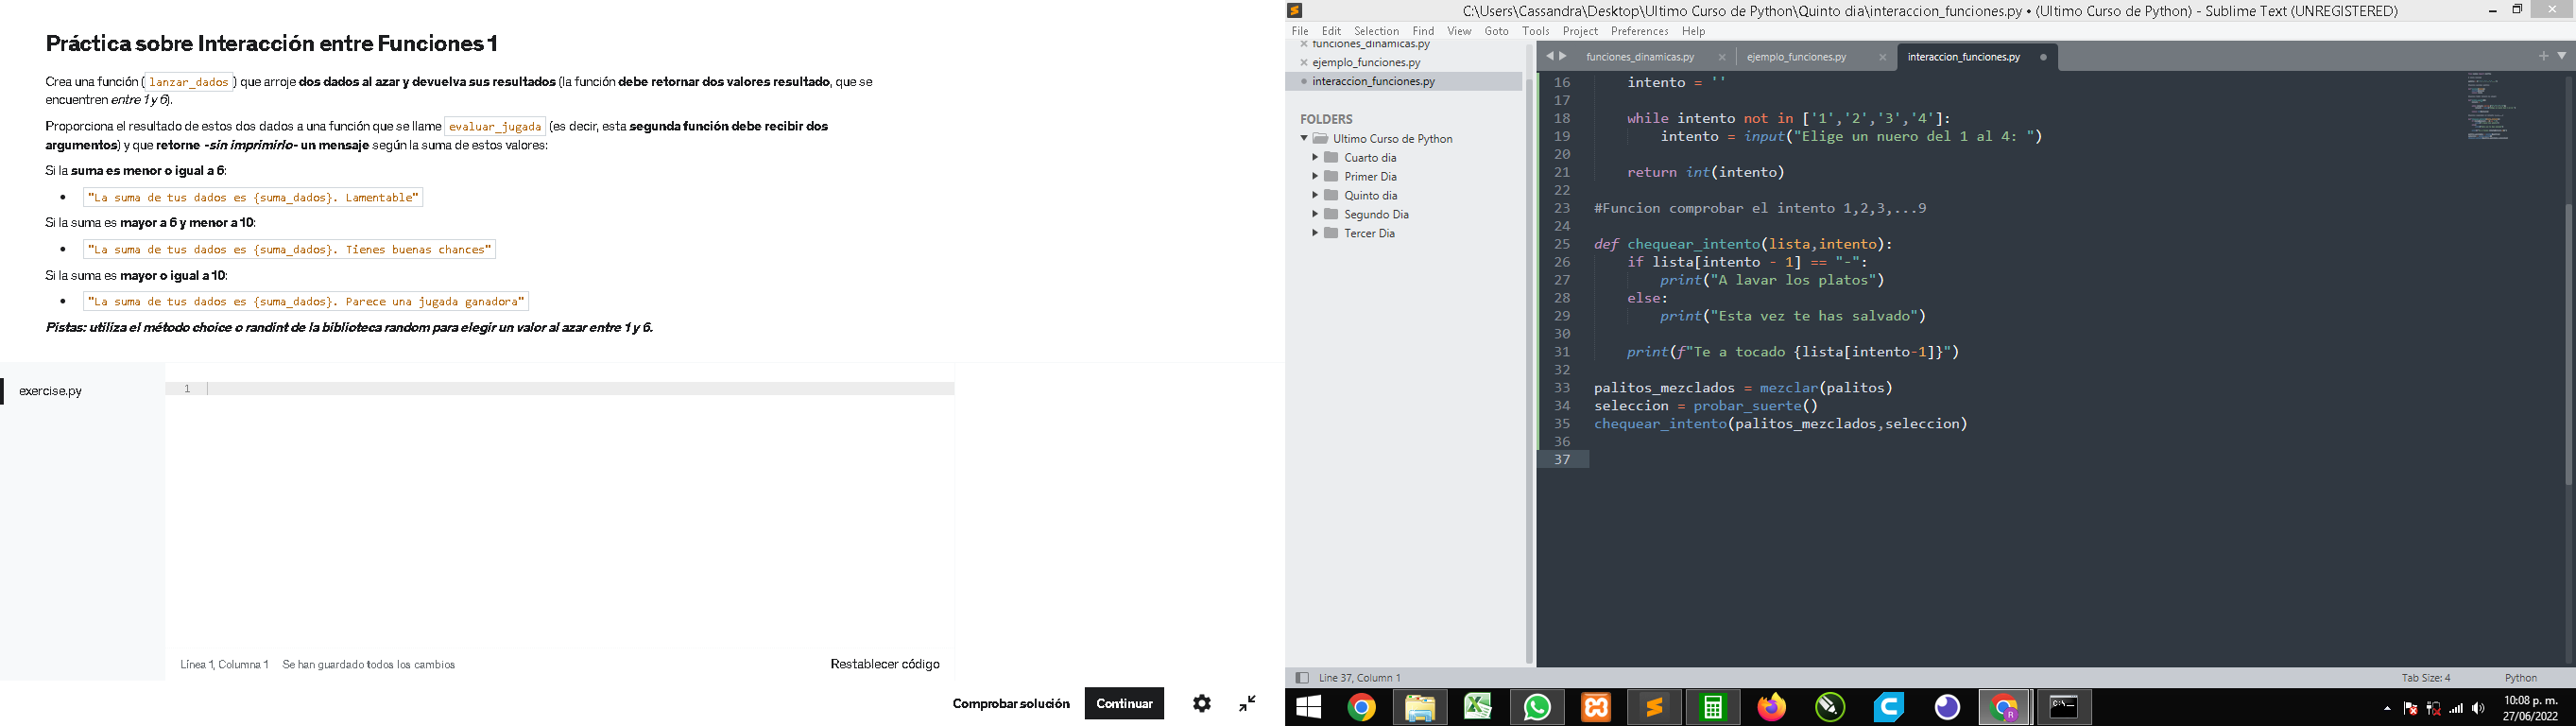 Práctica sobre Interacción entre Funciones 1
Crea una función ( lanzar_dados ) que arroje dos dados al azar y devuelva sus resultados (la función debe retornar dos valores resultado, que se
encuentren entre 1 y 6).
Proporciona el resultado de estos dos dados a una función que se llame evaluar_jugada (es decir, esta segunda función debe recibir dos
argumentos) y que retorne -sin imprimirlo- un mensaje según la suma de estos valores:
Si la suma es menor o igual a 6:
• "La suma de tus dados es {suma_dados}. Lamentable"
Si la suma es mayor a 6 y menor a 10:
• "La suma de tus dados es {suma_dados}. Tienes buenas chances"
Si la suma es mayor o igual a 10:
• "La suma de tus dados es {suma_dados}. Parece una jugada ganadora"
Pistas: utiliza el método choice o randint de la biblioteca random para elegir un valor al azar entre 1 y 6.
exercise.py
1
Línea 1, Columna 1 Se han guardado todos los cambios
Restablecer código
Comprobar solución
Continuar
C:\Users\Cassandra\Desktop\Ultimo Curso de Python\Quinto dia\interaccion_funciones.py • (Ultimo Curso de Python) - Sublime Text (UNREGISTERED)
File Edit Selection Find View Goto Tools Project Preferences Help
funciones_dinamicas.py
ejemplo_funciones.py
interaccion_funciones.py
FOLDERS
Ultimo Curso de Python
Cuarto dia
Primer Dia
Quinto dia
Segundo Dia
Tercer Dia
funciones_dinamicas.py
ejemplo_funciones.py
interaccion_funciones.py
16 intento = ''
17
18 while intento not in ['1','2','3','4']:
19 intento = input("Elige un nuero del 1 al 4: ")
20
21 return int(intento)
22
23 #Funcion comprobar el intento 1,2,3,...9
24
25 def chequear_intento(lista,intento):
26 if lista[intento - 1] == "-":
27 print("A lavar los platos")
28 else:
29 print("Esta vez te has salvado")
30
31 print(f"Te a tocado {lista[intento-1]}")
32
33 palitos_mezclados = mezclar(palitos)
34 seleccion = probar_suerte()
35 chequear_intento(palitos_mezclados,seleccion)
36
37
Line 37, Column 1
Tab Size: 4
Python
10:08 p. m.
27/06/2022